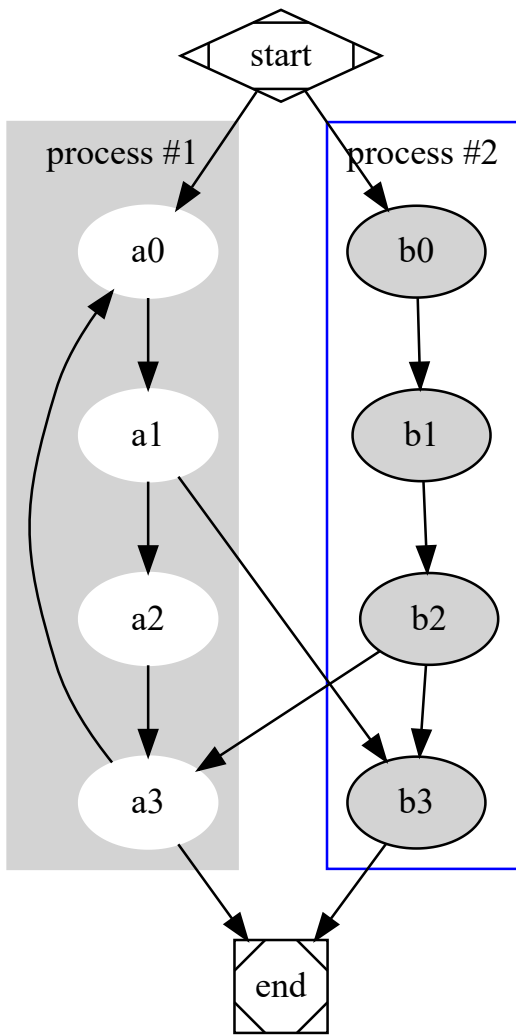 start
process #1
process #2
a0
b0
a1
b1
a2
b2
a3
b3
end